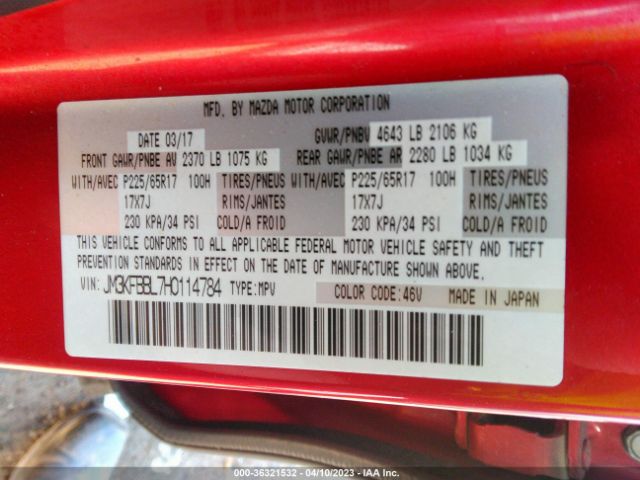 MFD. BY MAZDA MOTOR CORPORATION
DATE 03/17 GVWR/PNBV 4643 LB 2106 KG
FRONT GAWR/PNBE AV 2370 LB 1075 KG REAR GAWR/PNBE AR 2280 LB 1034 KG
WITH/AVEC P225/65R17 100H TIRES/PNEUS WITH/AVEC P225/65R17 100H TIRES/PNEUS
17X7J RIMS/JANTES 17X7J RIMS/JANTES
230 KPA/34 PSI COLD/A FROID 230 KPA/34 PSI COLD/A FROID
THIS VEHICLE CONFORMS TO ALL APPLICABLE FEDERAL MOTOR VEHICLE SAFETY AND THEFT
PREVENTION STANDARDS IN EFFECT ON THE DATE OF MANUFACTURE SHOWN ABOVE.
VIN: JM3KFBBL7H0114784 TYPE: MPV COLOR CODE: 46V MADE IN JAPAN
000-36321532 - 04/10/2023 - IAA Inc.